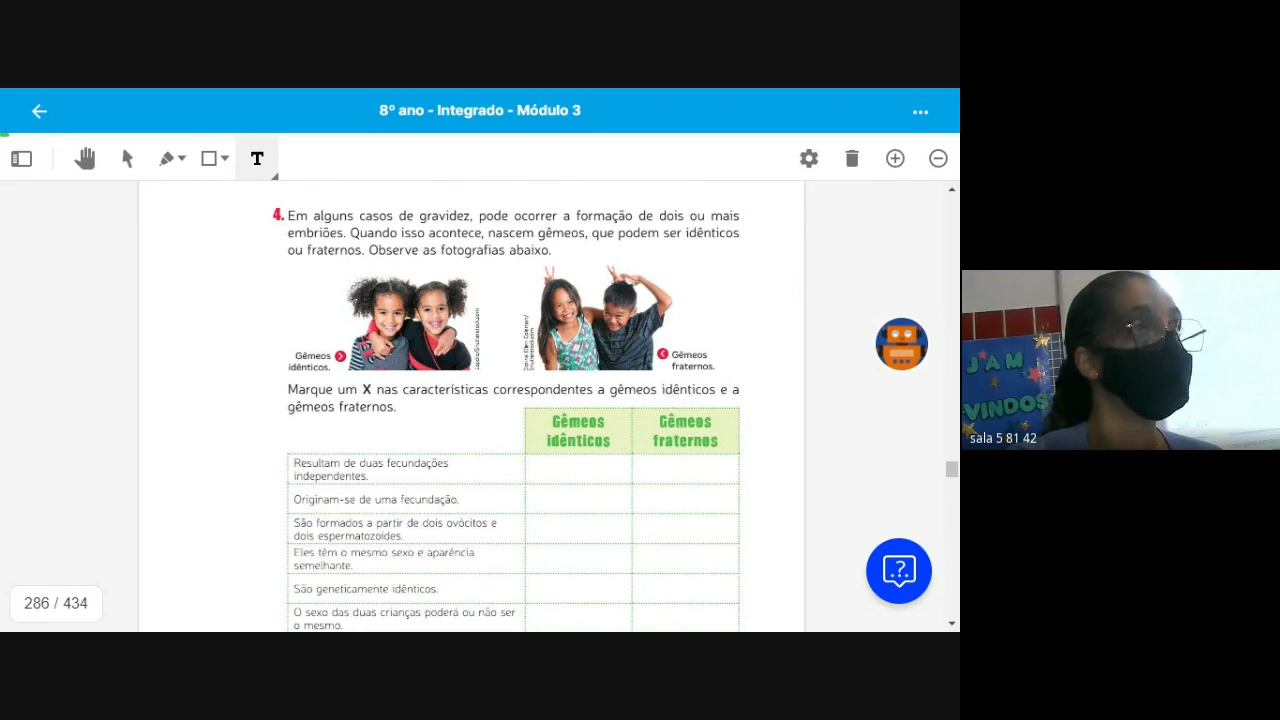 8º ano - Integrado - Módulo 3
T
4. Em alguns casos de gravidez, pode ocorrer a formação de dois ou mais
embriões. Quando isso acontece, nascem gêmeos, que podem ser idênticos
ou fraternos. Observe as fotografias abaixo.
Gêmeos
idênticos.
Gêmeos
fraternos.
Marque um X nas características correspondentes a gêmeos idênticos e a
gêmeos fraternos.
Gêmeos
idênticos
Gêmeos
fraternos
Resultam de duas fecundações
independentes.
Originam-se de uma fecundação.
São formados a partir de dois ovócitos e
dois espermatozoides.
Eles têm o mesmo sexo e aparência
semelhante.
São geneticamente idênticos.
O sexo das duas crianças poderá ou não ser
o mesmo.
286 / 434
JAM
VINDOS
sala 5 81 42